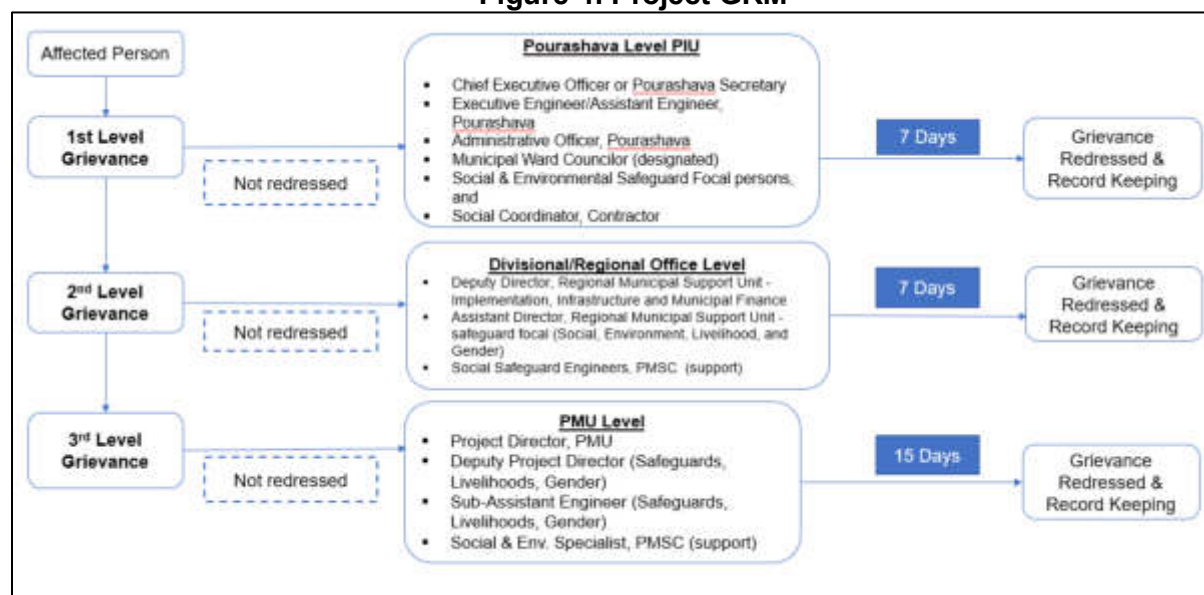 Affected Person
1st Level
Grievance
Not redressed
Pourashava Level PIU
▪ Chief Executive Officer or Pourashava Secretary
▪ Executive Engineer/Assistant Engineer,
Pourashava
▪ Administrative Officer, Pourashava
▪ Municipal Ward Councilor (designated)
▪ Social & Environmental Safeguard Focal persons,
and
▪ Social Coordinator, Contractor
7 Days
Grievance
Redressed &
Record Keeping
2nd Level
Grievance
Not redressed
Divisional/Regional Office Level
▪ Deputy Director, Regional Municipal Support Unit -
Implementation, Infrastructure and Municipal Finance
▪ Assistant Director, Regional Municipal Support Unit -
safeguard focal (Social, Environment, Livelihood, and
Gender)
▪ Social Safeguard Engineers, PMSC (support)
7 Days
Grievance
Redressed &
Record Keeping
3rd Level
Grievance
Not redressed
PMU Level
▪ Project Director, PMU
▪ Deputy Project Director (Safeguards,
Livelihoods, Gender)
▪ Sub-Assistant Engineer (Safeguards,
Livelihoods, Gender)
▪ Social & Env. Specialist, PMSC (support)
15 Days
Grievance
Redressed &
Record Keeping